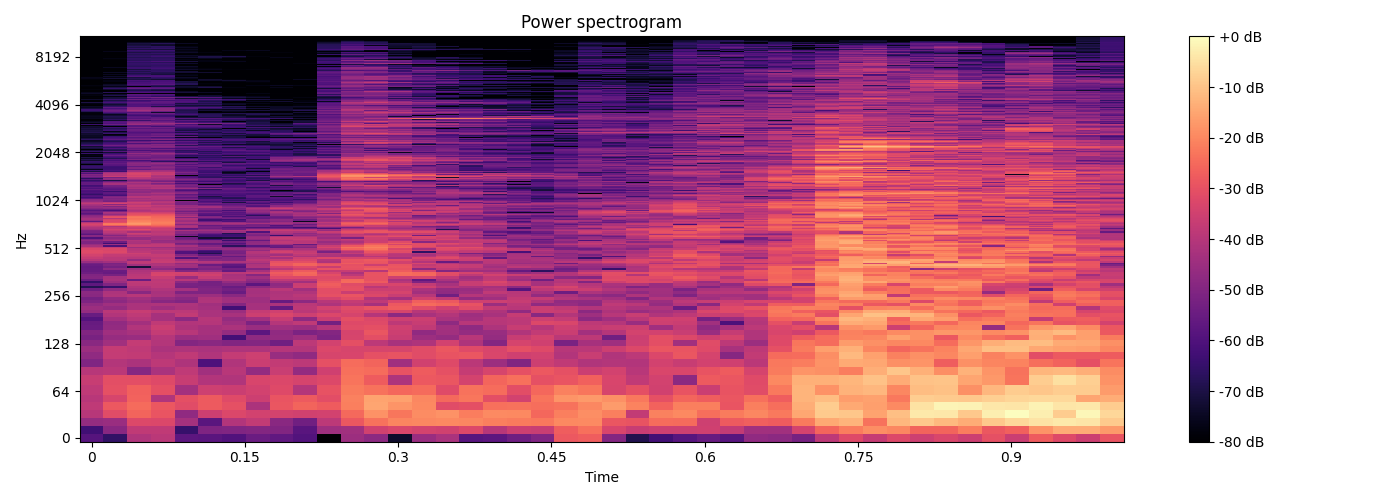 Power spectrogram
Hz
8192
4096
2048
1024
512
256
128
64
0
0
0.15
0.3
0.45
0.6
0.75
0.9
Time
+0 dB
-10 dB
-20 dB
-30 dB
-40 dB
-50 dB
-60 dB
-70 dB
-80 dB